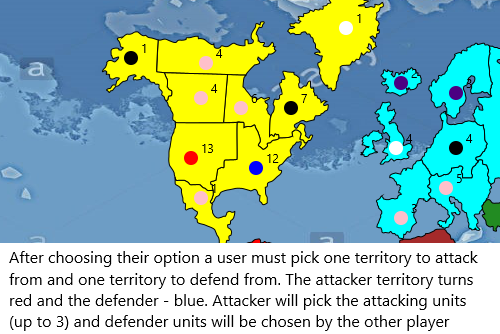 1
4
1
4
6
7
4
4
13
12
5
After choosing their option a user must pick one territory to attack
from and one territory to defend from. The attacker territory turns
red and the defender - blue. Attacker will pick the attacking units
(up to 3) and defender units will be chosen by the other player